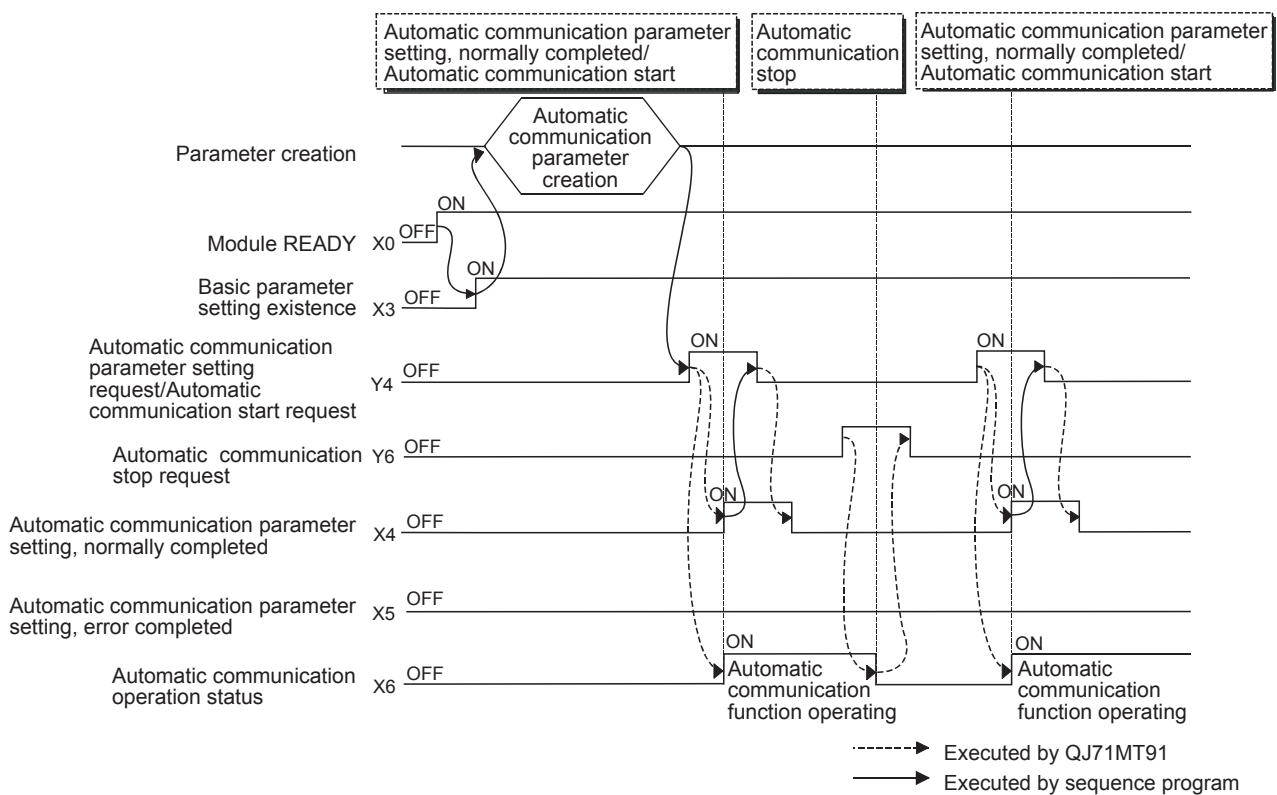 Automatic communication parameter
setting, normally completed/
Automatic communication start
Automatic
communication
stop
Automatic communication parameter
setting, normally completed/
Automatic communication start
Parameter creation
Automatic
communication
parameter
creation
Module READY X0 OFF ON
Basic parameter
setting existence X3 OFF ON
Automatic communication
parameter setting
request/Automatic
communication start request
Y4 OFF ON ON
Automatic communication
stop request
Y6 OFF
Automatic communication parameter
setting, normally completed
X4 OFF ON ON
Automatic communication parameter
setting, error completed
X5 OFF
Automatic communication
operation status
X6 OFF ON ON
Automatic
communication
function operating
Automatic
communication
function operating
Executed by QJ71MT91
Executed by sequence program